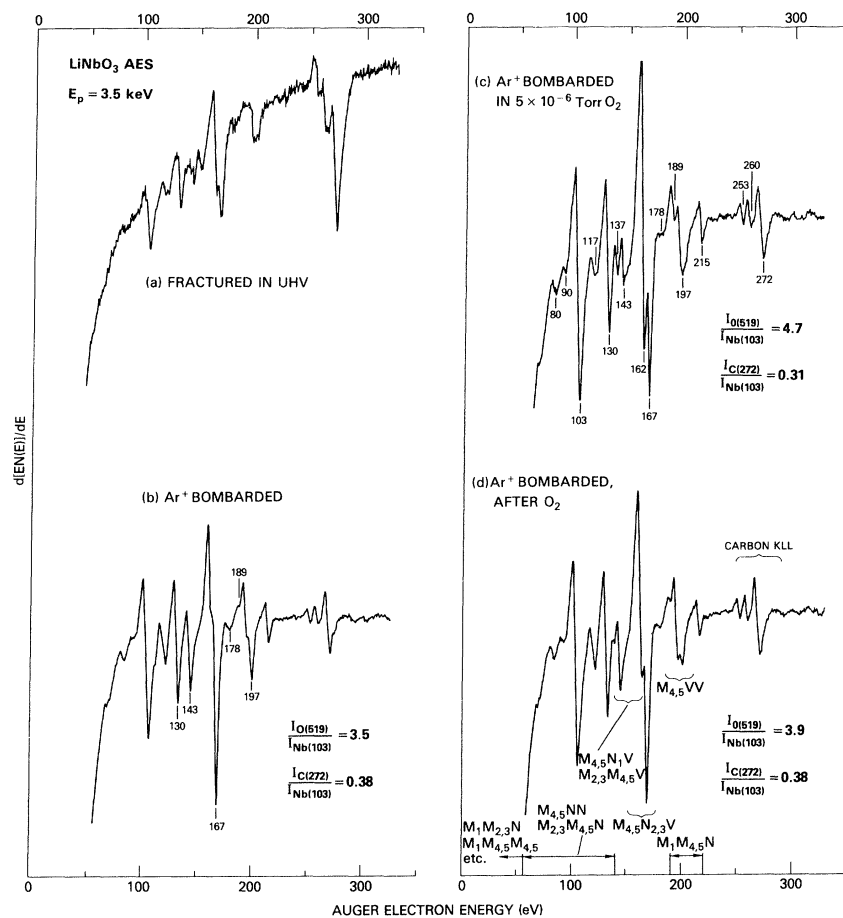 0 100 200 300
0 100 200 300
LiNbO3 AES
Ep = 3.5 keV
(a) FRACTURED IN UHV
(c) Ar+ BOMBARDED
IN 5 × 10−6 Torr O2
80
90
103
117
130
137
143
162
167
178
189
197
215
253
260
272
IO(519)
INb(103)
= 4.7
IC(272)
INb(103)
= 0.31
d[EN(E)]/dE
(b) Ar+ BOMBARDED
130
143
167
178
189
197
IO(519)
INb(103)
= 3.5
IC(272)
INb(103)
= 0.38
(d) Ar+ BOMBARDED,
AFTER O2
CARBON KLL
M4,5VV
M4,5N1V
M2,3M4,5V
IO(519)
INb(103)
= 3.9
IC(272)
INb(103)
= 0.38
M1M2,3N
M1M4,5M4,5
etc.
M4,5NN
M2,3M4,5N
M4,5N2,3V
M1M4,5N
0 100 200 300
0 100 200 300
AUGER ELECTRON ENERGY (eV)